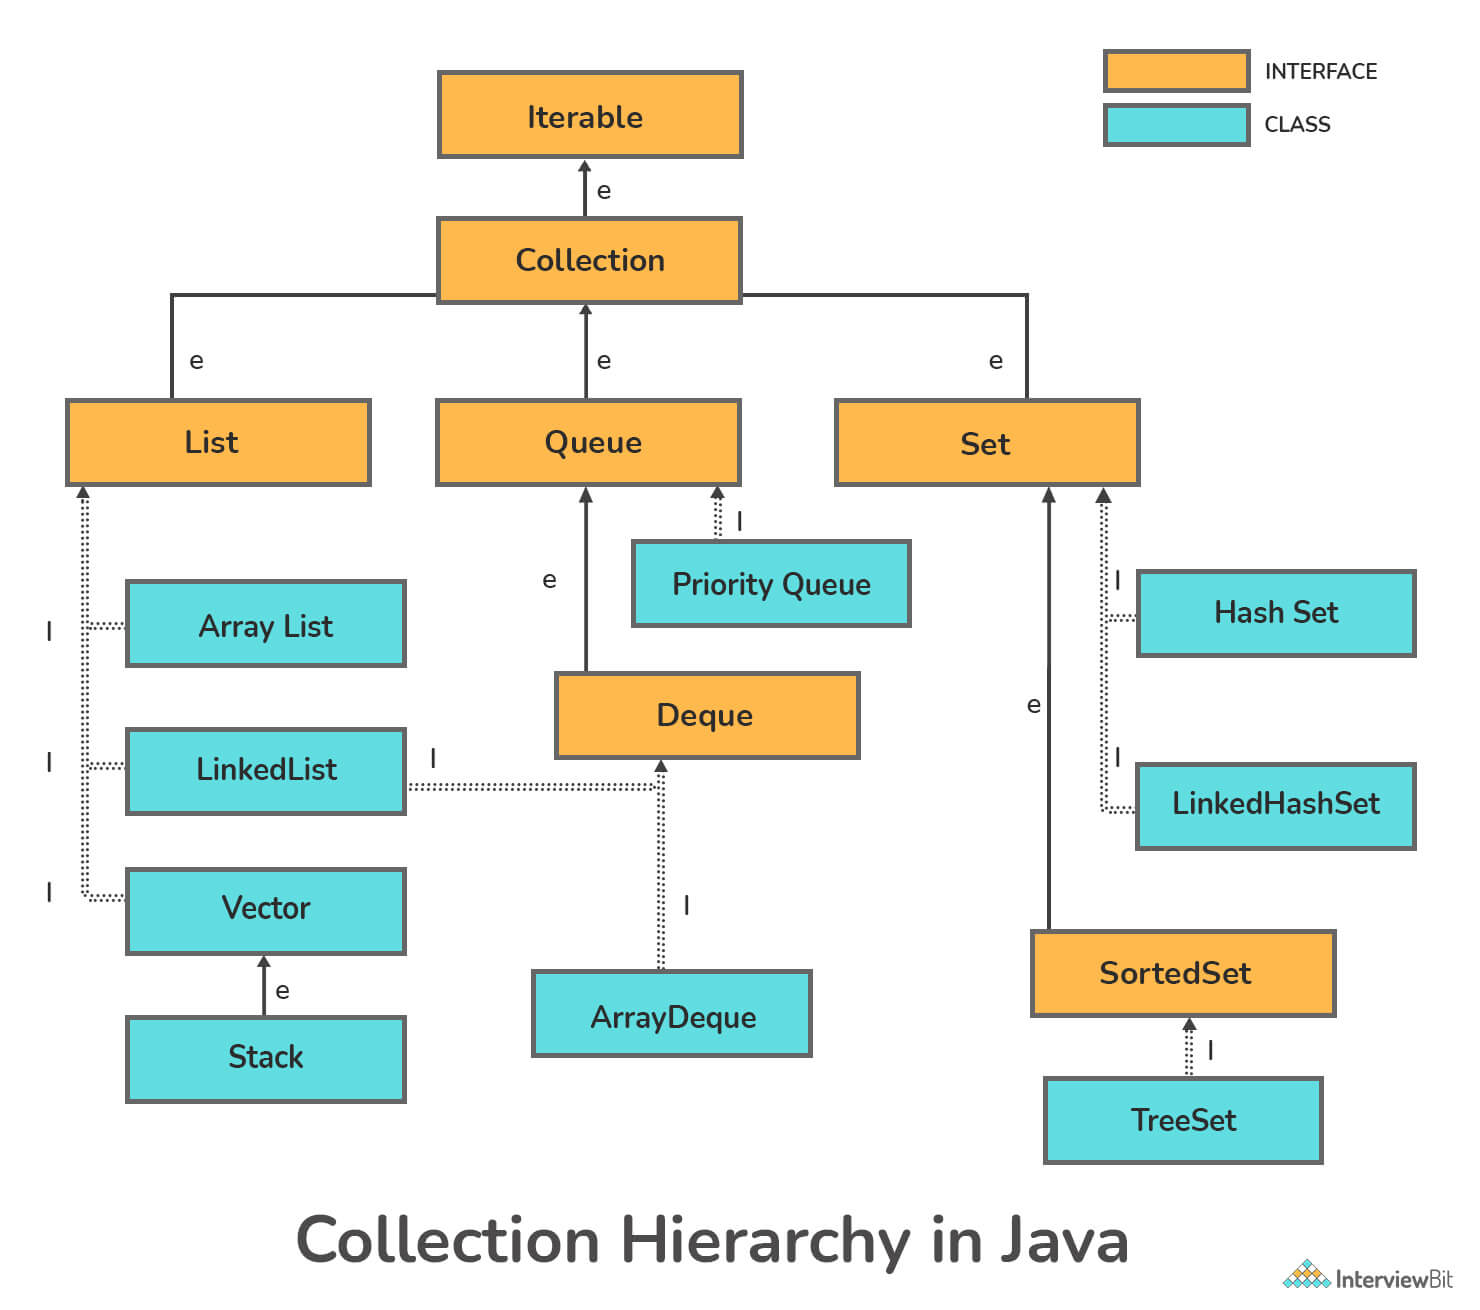 INTERFACE
CLASS
Iterable
e
Collection
e
e
e
List
Queue
Set
I
Priority Queue
e
I
Hash Set
I
Array List
e
Deque
I
LinkedList
I
I
LinkedHashSet
I
Vector
I
SortedSet
e
ArrayDeque
I
Stack
TreeSet
Collection Hierarchy in Java
InterviewBit